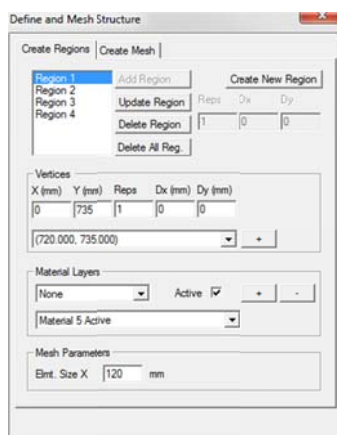 Define and Mesh Structure
Create Regions Create Mesh
Region 1
Region 2
Region 3
Region 4
Add Region Create New Region
Update Region Reps Dx Dy
Delete Region 1 0 0
Delete All Reg.
Vertices
X (mm) Y (mm) Reps Dx (mm) Dy (mm)
0 735 1 0 0
(720.000, 735.000) +
Material Layers
None Active + -
Material 5 Active
Mesh Parameters
Elmt. Size X 120 mm